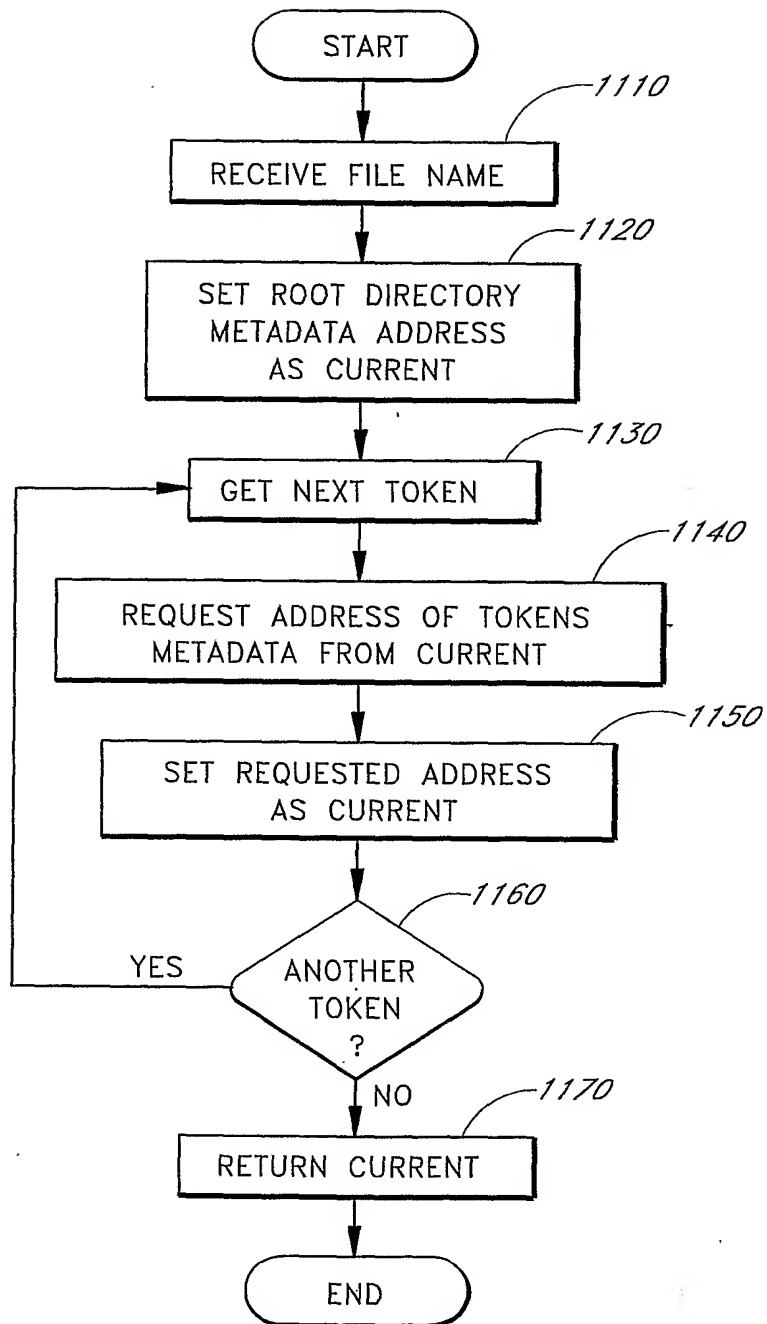 START
1110
RECEIVE FILE NAME
1120
SET ROOT DIRECTORY
METADATA ADDRESS
AS CURRENT
1130
GET NEXT TOKEN
1140
REQUEST ADDRESS OF TOKENS
METADATA FROM CURRENT
1150
SET REQUESTED ADDRESS
AS CURRENT
1160
YES
ANOTHER
TOKEN
?
NO
1170
RETURN CURRENT
END